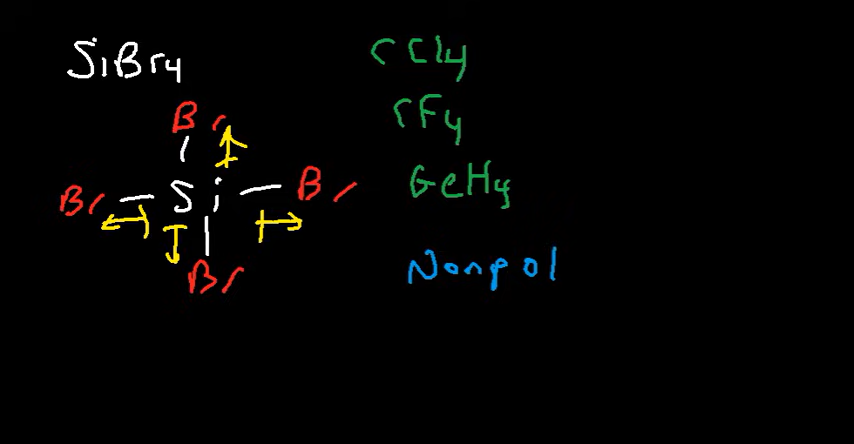 SiBr4
Br
Br - Si - Br
Br
CCl4
CF4
GeH4
Nonpol